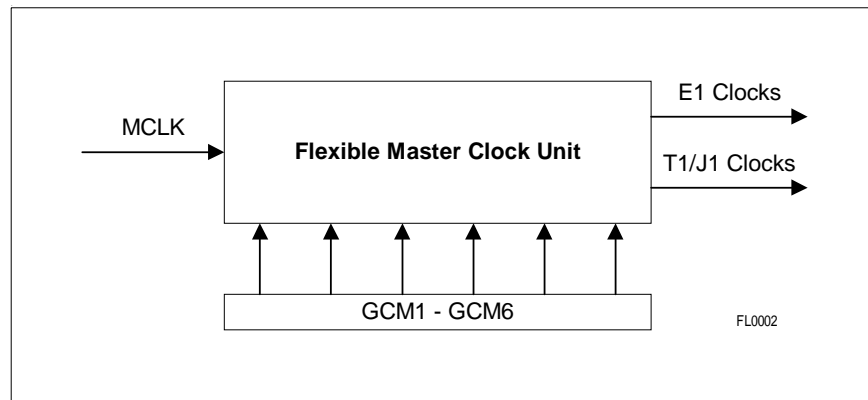 E1 Clocks
MCLK
Flexible Master Clock Unit
T1/J1 Clocks
GCM1 - GCM6
FL0002